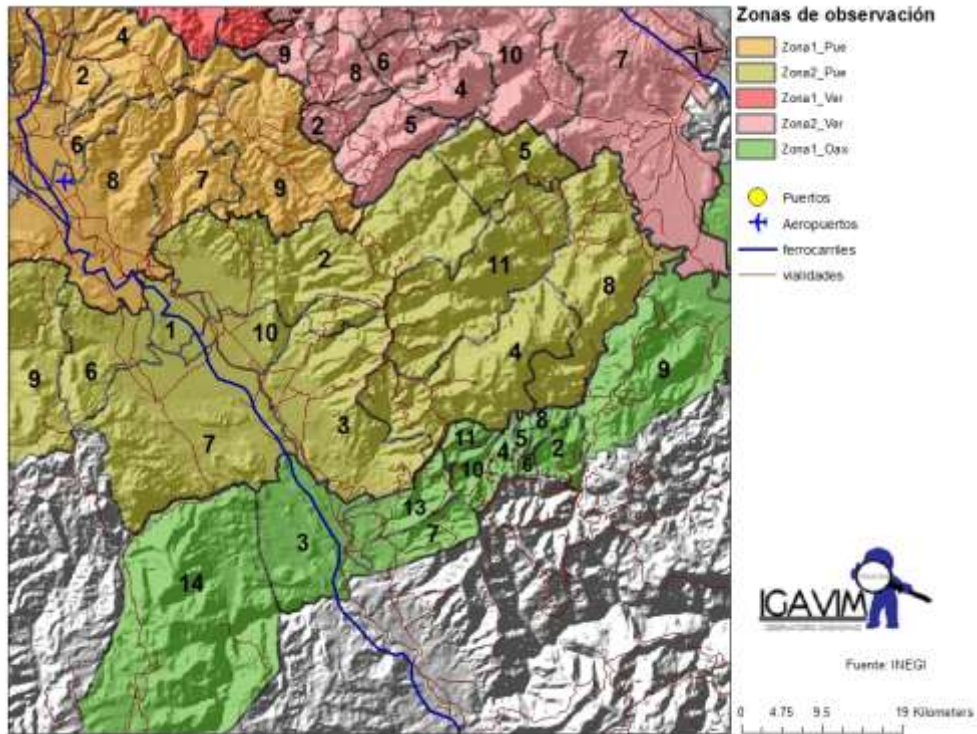 Zonas de observación
Zona1_Pue
Zona2_Pue
Zona1_Ver
Zona2_Ver
Zona1_Oax
Puertos
Aeropuertos
ferrocarriles
vialidades
4
2
6
8
7
9
9
8
6
10
7
4
2
5
5
2
11
8
1
10
4
9
6
9
3
7
11
8
5
4
2
10
6
13
7
3
14
IGAVIM
Fuente: INEGI
0 4.75 9.5 19 Kilometers